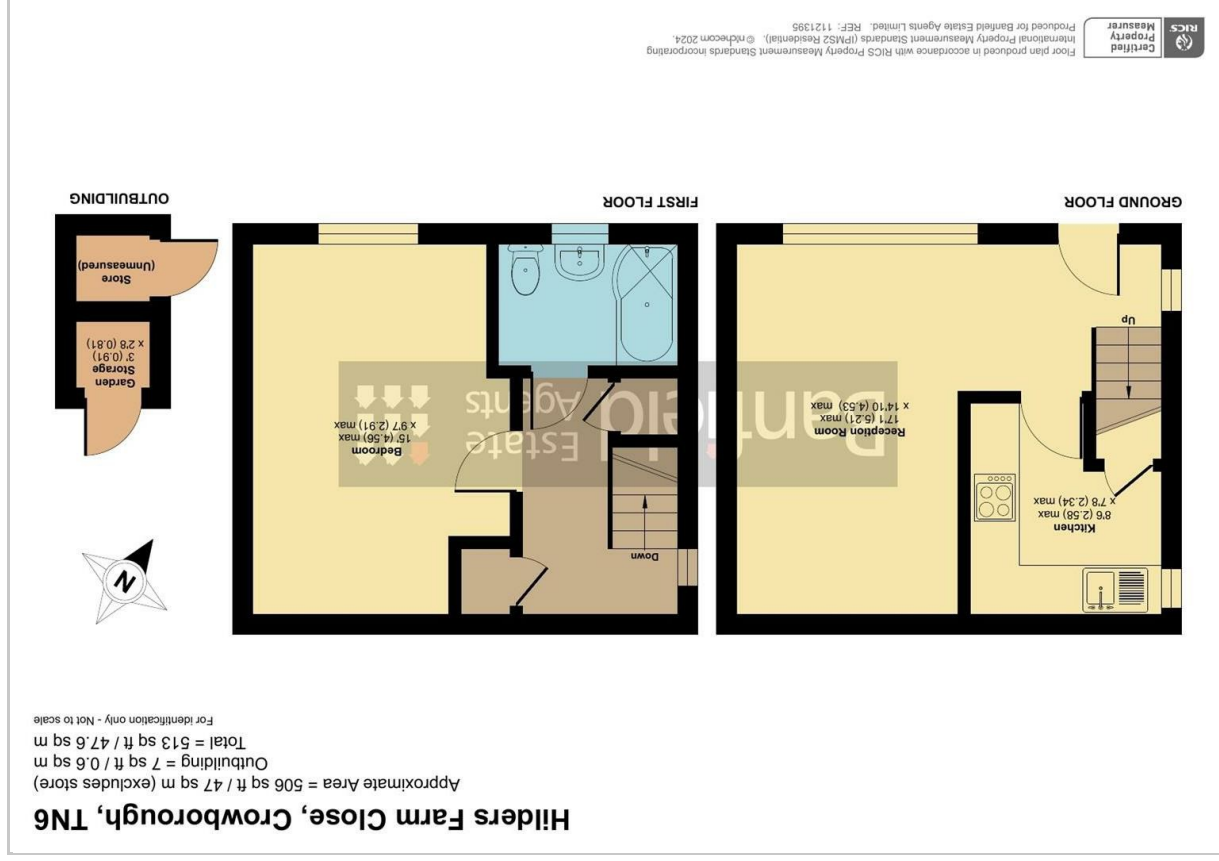 Hilders Farm Close, Crowborough, TN6
Approximate Area = 506 sq ft / 47 sq m (excludes store)
Outbuilding = 7 sq ft / 0.6 sq m
Total = 513 sq ft / 47.6 sq m
For identification only - Not to scale
N
Kitchen
8'6 (2.58) max
x 7'8 (2.34) max
Reception Room
17'1 (5.21) max
x 14'10 (4.53) max
Up
GROUND FLOOR
Down
Bedroom
15' (4.56) max
x 9'7 (2.91) max
FIRST FLOOR
Garden
Storage
3' (0.91)
x 2'8 (0.81)
Store
(Unmeasured)
OUTBUILDING
Banfield
Estate
Agents
RICS
Certified
Property
Measurer
Floor plan produced in accordance with RICS Property Measurement Standards incorporating
International Property Measurement Standards (IPMS2 Residential). © nichecom 2024.
Produced for Banfield Estate Agents Limited. REF: 1121395